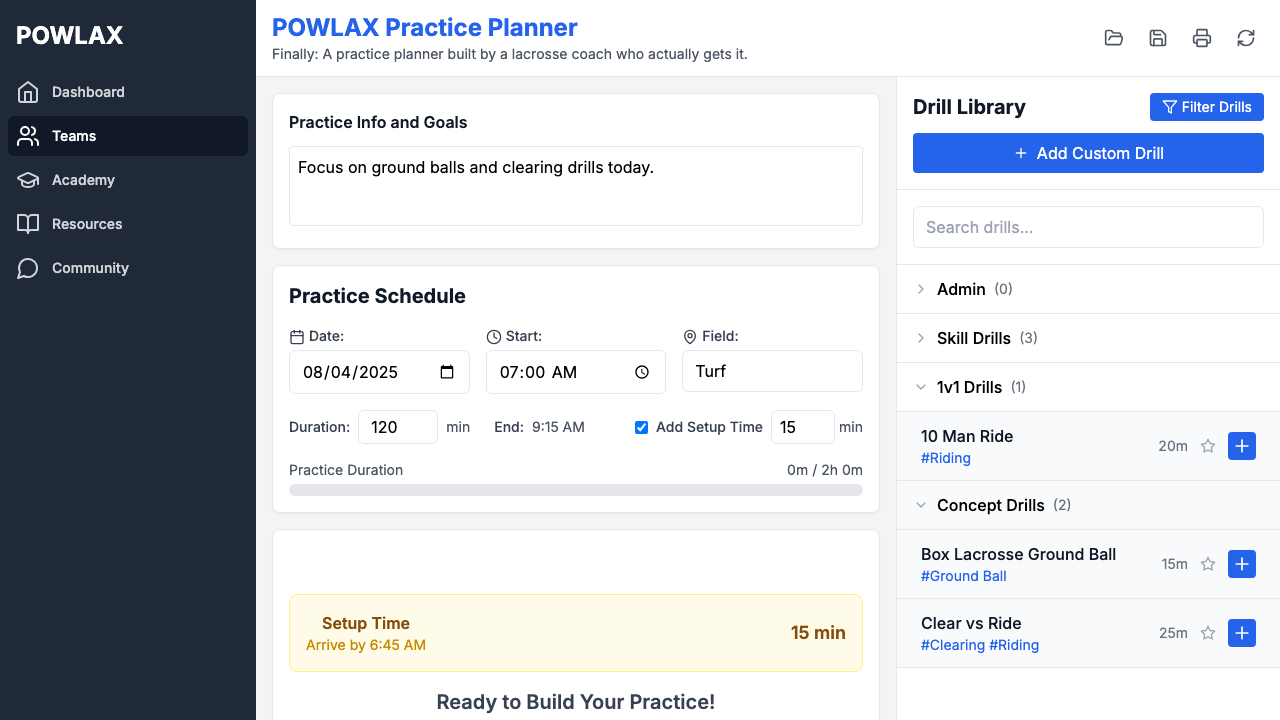 POWLAX
Dashboard
Teams
Academy
Resources
Community
POWLAX Practice Planner
Finally: A practice planner built by a lacrosse coach who actually gets it.
Practice Info and Goals
Focus on ground balls and clearing drills today.
Practice Schedule
Date: Start: Field:
08/04/2025 07:00 AM Turf
Duration: 120 min End: 9:15 AM Add Setup Time 15 min
Practice Duration 0m / 2h 0m
Setup Time
Arrive by 6:45 AM
15 min
Ready to Build Your Practice!
Drill Library
Filter Drills
+ Add Custom Drill
Search drills...
Admin (0)
Skill Drills (3)
1v1 Drills (1)
10 Man Ride
#Riding
20m
Concept Drills (2)
Box Lacrosse Ground Ball
#Ground Ball
15m
Clear vs Ride
#Clearing #Riding
25m